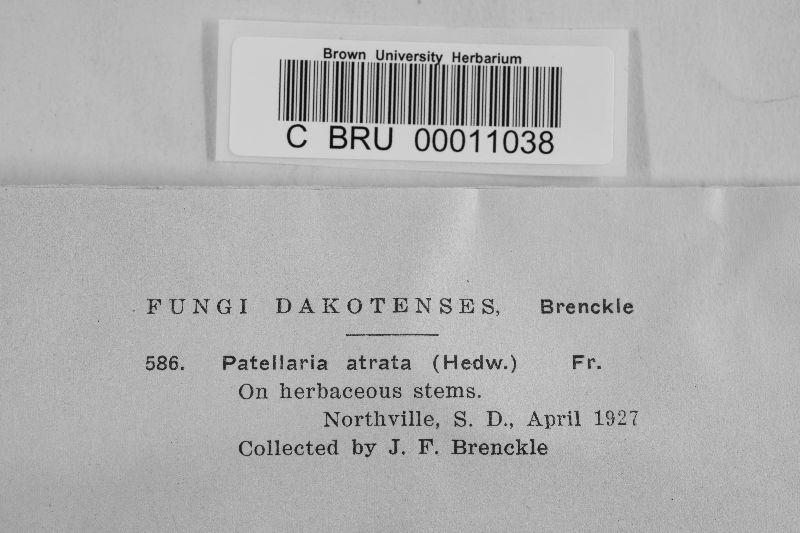 Brown University Herbarium
C BRU 00011038
FUNGI DAKOTENSES, Brenckle
586. Patellaria atrata (Hedw.) Fr.
On herbaceous stems.
Northville, S. D., April 1927
Collected by J. F. Brenckle